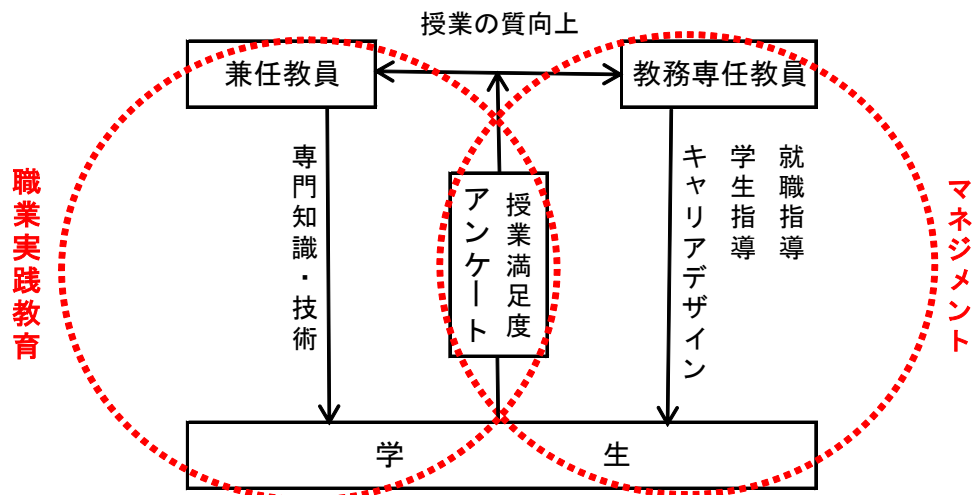 授業の質向上
兼任教員
教務専任教員
職業実践教育
専門知識・技術
授業満足度
アンケート
就職指導
学生指導
キャリアデザイン
マネジメント
学生